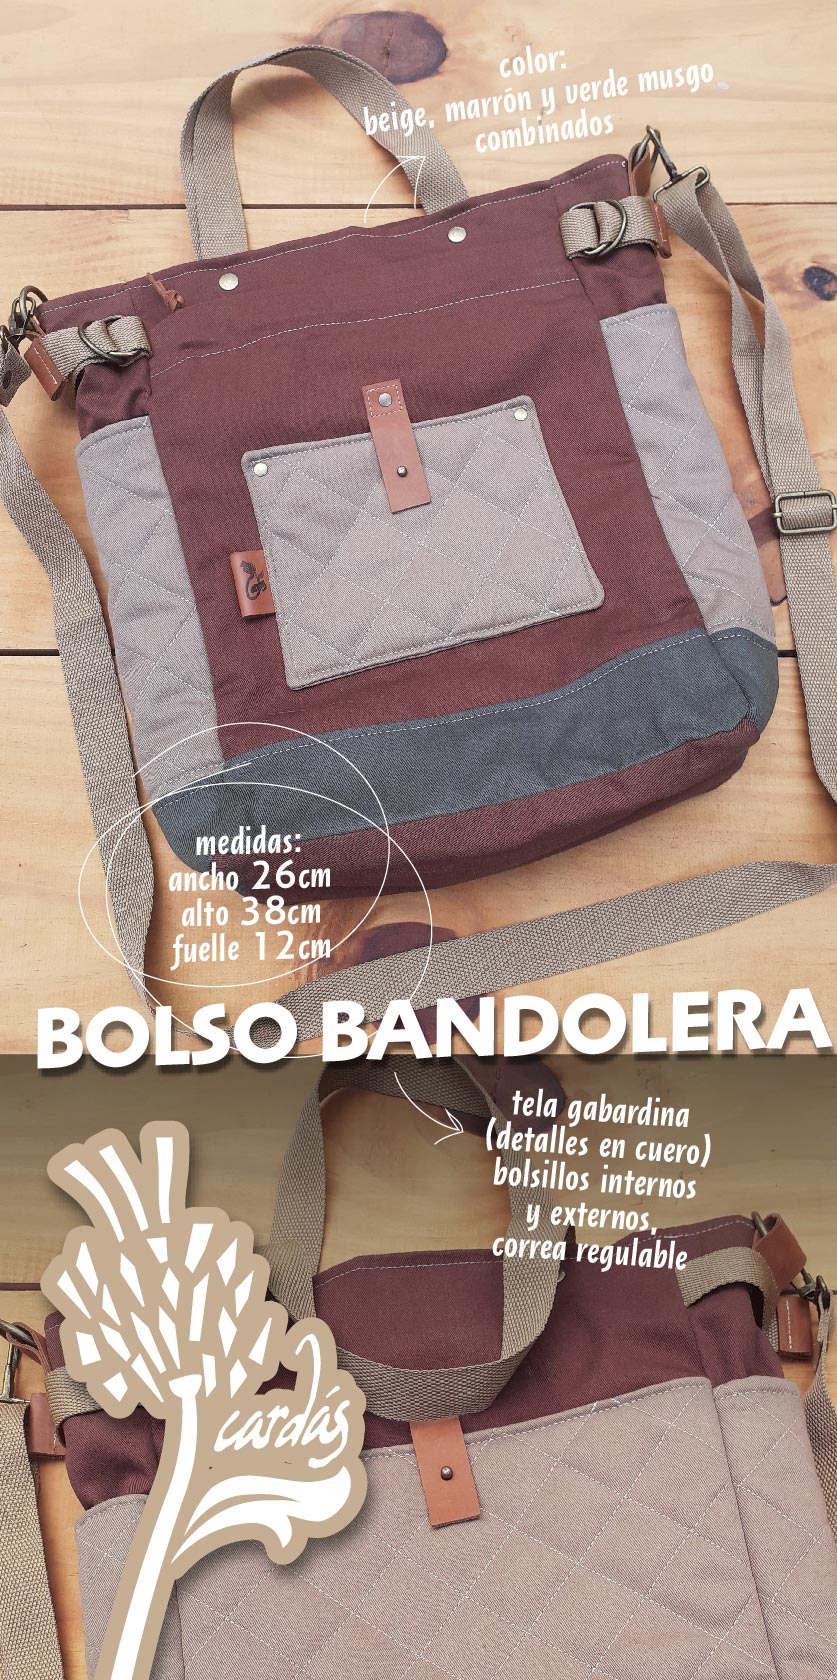 color:
beige, marrón y verde musgo
combinados
medidas:
ancho 26cm
alto 38cm
fuelle 12cm
BOLSO BANDOLERA
tela gabardina
(detalles en cuero)
bolsillos internos
y externos,
correa regulable
cardás